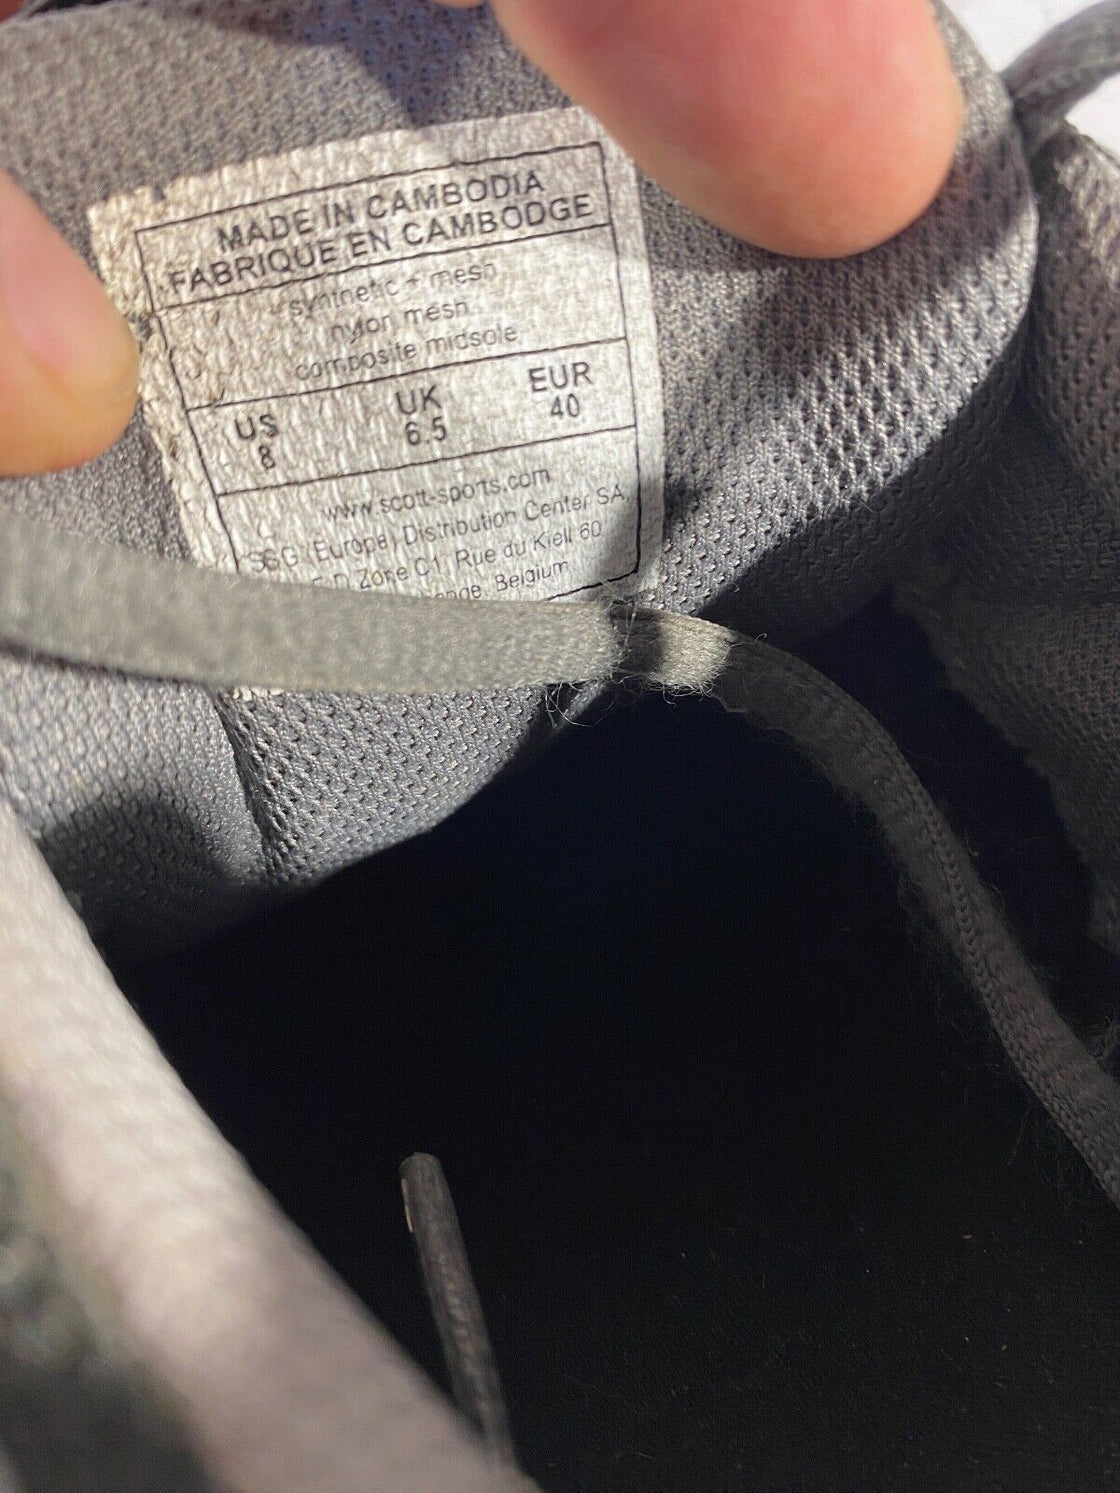 MADE IN CAMBODIA
FABRIQUE EN CAMBODGE
synthetic + mesh
nylon mesh
composite midsole
US UK EUR
8 6.5 40
www.scott-sports.com
SSG (Europe) Distribution Center SA
P.E.D Zone C1, Rue du Kiell 60
Belgium